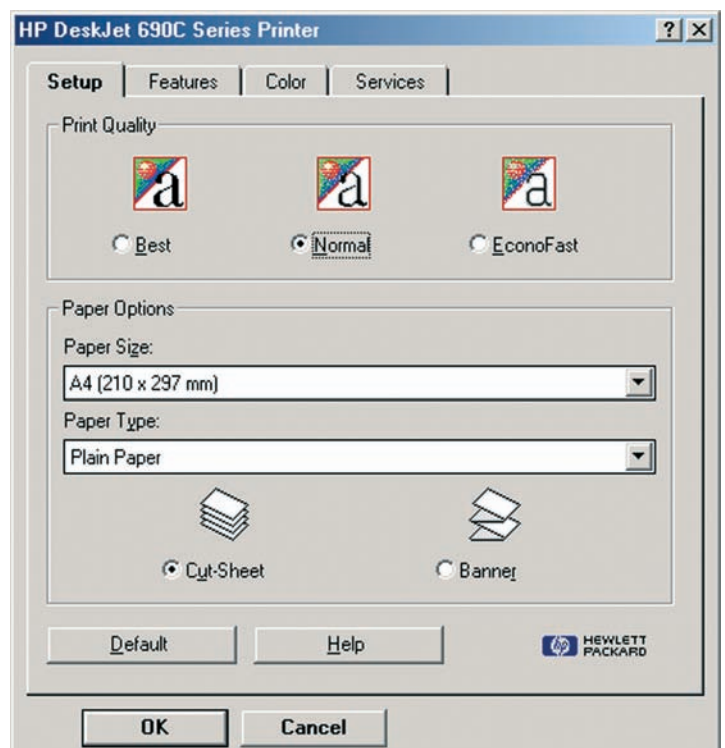 HP DeskJet 690C Series Printer
Setup Features Color Services
Print Quality
a a a
Best Normal EconoFast
Paper Options
Paper Size:
A4 (210 x 297 mm)
Paper Type:
Plain Paper
Cut-Sheet Banner
Default Help hp HEWLETT
PACKARD
OK Cancel